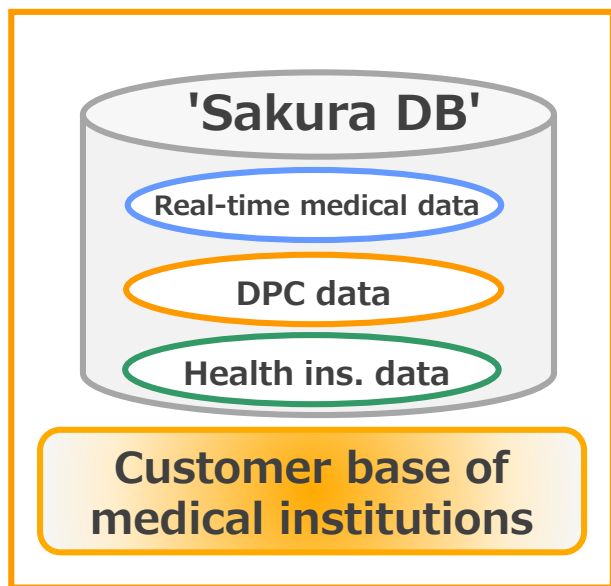 'Sakura DB'
Real-time medical data
DPC data
Health ins. data
Customer base of
medical institutions